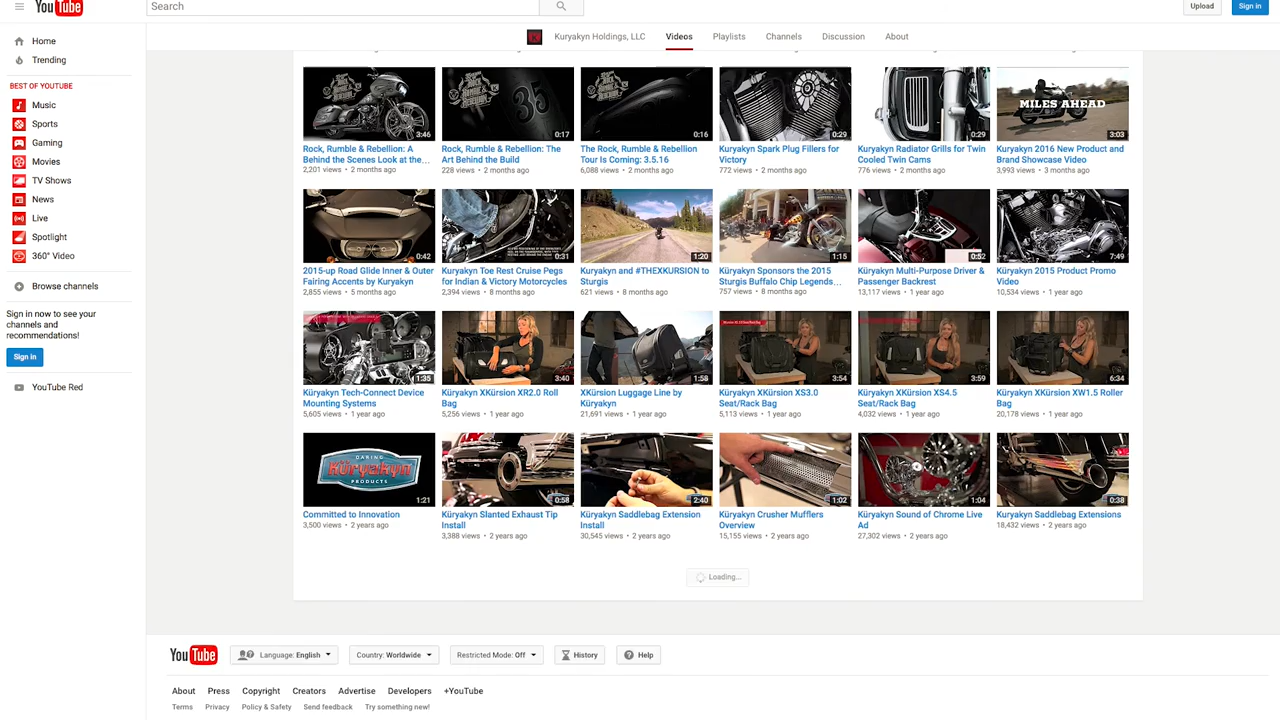 YouTube
Search
Upload
Sign in
Kuryakyn Holdings, LLC
Videos
Playlists
Channels
Discussion
About
Home
Trending
BEST OF YOUTUBE
Music
Sports
Gaming
Movies
TV Shows
News
Live
Spotlight
360° Video
Browse channels
Sign in now to see your
channels and
recommendations!
Sign in
YouTube Red
3:46
Rock, Rumble & Rebellion: A
Behind the Scenes Look at the...
2,201 views • 2 months ago
35
0:17
Rock, Rumble & Rebellion: The
Art Behind the Build
228 views • 2 months ago
0:16
The Rock, Rumble & Rebellion
Tour Is Coming: 3.5.16
6,088 views • 2 months ago
0:29
Kuryakyn Spark Plug Fillers for
Victory
772 views • 2 months ago
0:29
Kuryakyn Radiator Grills for Twin
Cooled Twin Cams
776 views • 2 months ago
MILES AHEAD
3:03
Kuryakyn 2016 New Product and
Brand Showcase Video
3,993 views • 3 months ago
0:42
2015-up Road Glide Inner & Outer
Fairing Accents by Kuryakyn
2,855 views • 5 months ago
0:31
Kuryakyn Toe Rest Cruise Pegs
for Indian & Victory Motorcycles
2,394 views • 8 months ago
1:20
Kuryakyn and #THEXKURSION to
Sturgis
621 views • 8 months ago
1:15
Kuryakyn Sponsors the 2015
Sturgis Buffalo Chip Legends...
757 views • 8 months ago
0:52
Küryakyn Multi-Purpose Driver &
Passenger Backrest
13,117 views • 1 year ago
7:49
Küryakyn 2015 Product Promo
Video
10,534 views • 1 year ago
1:35
Küryakyn Tech-Connect Device
Mounting Systems
5,605 views • 1 year ago
3:40
Küryakyn XKürsion XR2.0 Roll
Bag
5,256 views • 1 year ago
1:58
XKürsion Luggage Line by
Küryakyn
21,691 views • 1 year ago
3:54
Küryakyn XKürsion XS3.0
Seat/Rack Bag
5,113 views • 1 year ago
3:59
Küryakyn XKürsion XS4.5
Seat/Rack Bag
4,032 views • 1 year ago
6:34
Küryakyn XKürsion XW1.5 Roller
Bag
20,178 views • 1 year ago
DARING
Küryakyn
PRODUCTS
1:21
Committed to Innovation
3,500 views • 2 years ago
0:58
Küryakyn Slanted Exhaust Tip
Install
3,388 views • 2 years ago
2:40
Küryakyn Saddlebag Extension
Install
30,545 views • 2 years ago
1:02
Küryakyn Crusher Mufflers
Overview
15,155 views • 2 years ago
1:04
Küryakyn Sound of Chrome Live
Ad
27,302 views • 2 years ago
0:38
Kuryakyn Saddlebag Extensions
18,432 views • 2 years ago
Loading...
YouTube
Language: English
Country: Worldwide
Restricted Mode: Off
History
Help
About
Press
Copyright
Creators
Advertise
Developers
+YouTube
Terms
Privacy
Policy & Safety
Send feedback
Try something new!